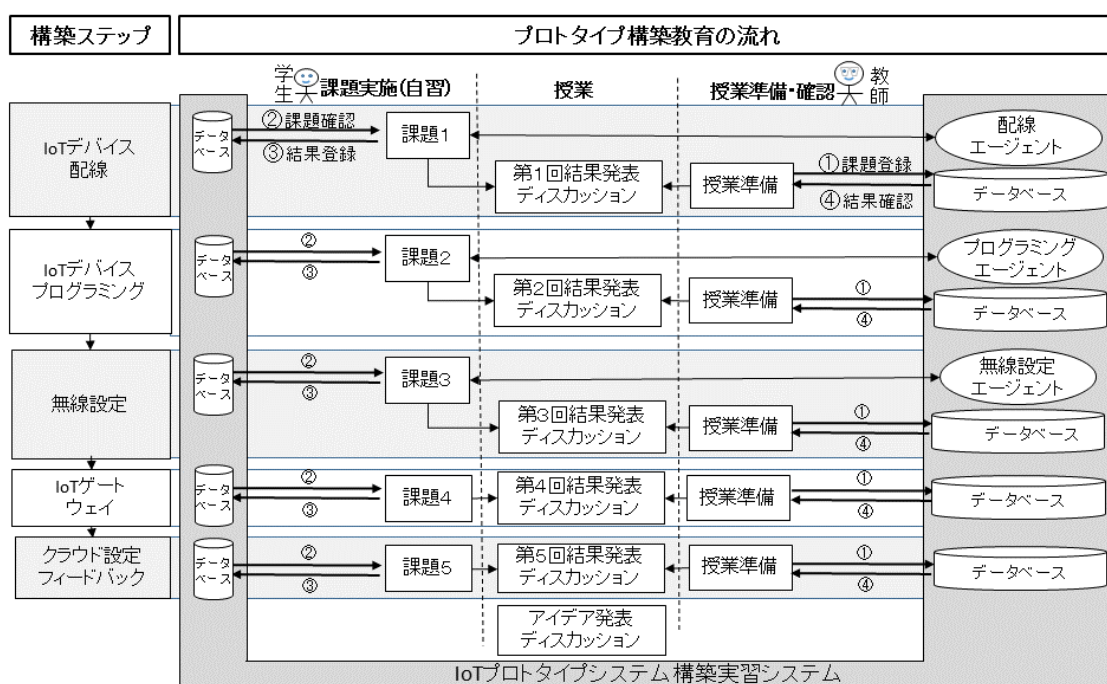 構築ステップ
プロトタイプ構築教育の流れ
学生
課題実施(自習)
授業
授業準備・確認
教師
IoTデバイス
配線
データ
ベース
②課題確認
③結果登録
課題1
配線
エージェント
第1回結果発表
ディスカッション
授業準備
①課題登録
④結果確認
データベース
IoTデバイス
プログラミング
データ
ベース
②
③
課題2
プログラミング
エージェント
第2回結果発表
ディスカッション
授業準備
①
④
データベース
無線設定
データ
ベース
②
③
課題3
無線設定
エージェント
第3回結果発表
ディスカッション
授業準備
①
④
データベース
IoTゲート
ウェイ
データ
ベース
②
③
課題4
第4回結果発表
ディスカッション
授業準備
①
④
データベース
クラウド設定
フィードバック
データ
ベース
②
③
課題5
第5回結果発表
ディスカッション
授業準備
①
④
データベース
アイデア発表
ディスカッション
IoTプロトタイプシステム構築実習システム